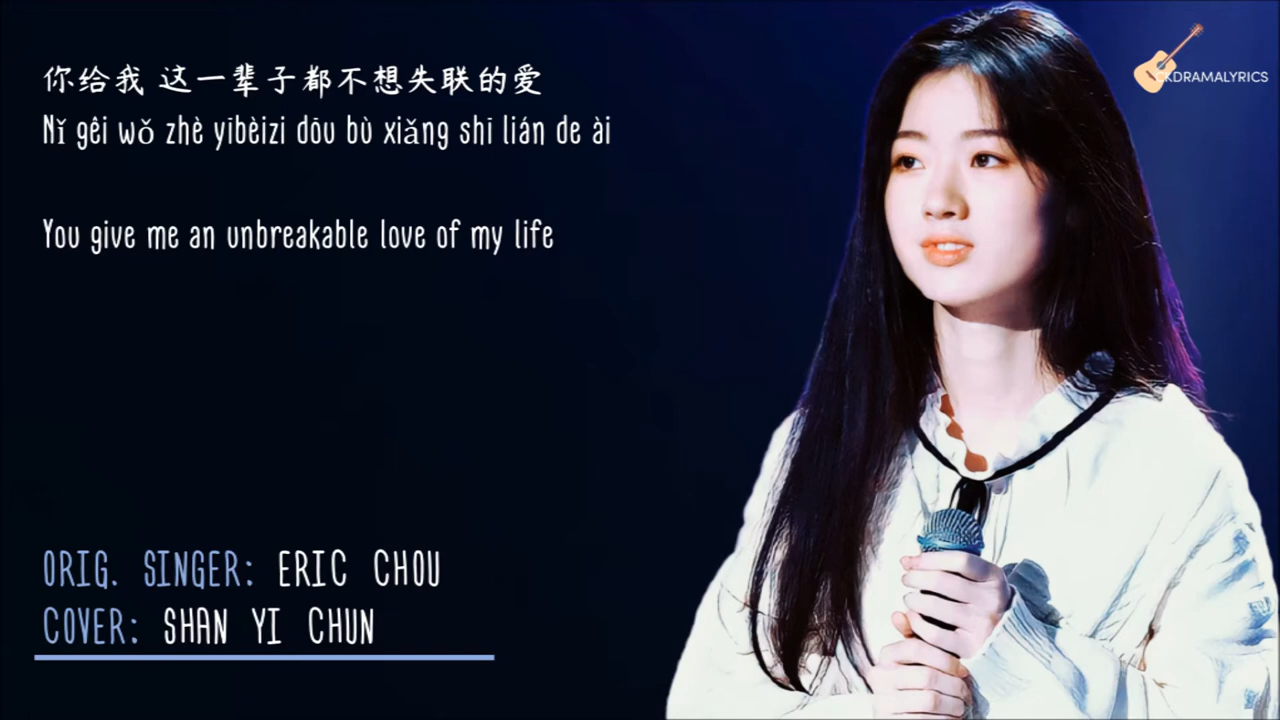 你给我 这一辈子都不想失联的爱
Nǐ gêi wǒ zhè yībèizi dōu bù xiǎng shī lián de ài
You give me an unbreakable love of my life
ORIG. SINGER: ERIC CHOU
COVER: SHAN YI CHUN
CKDRAMALYRICS